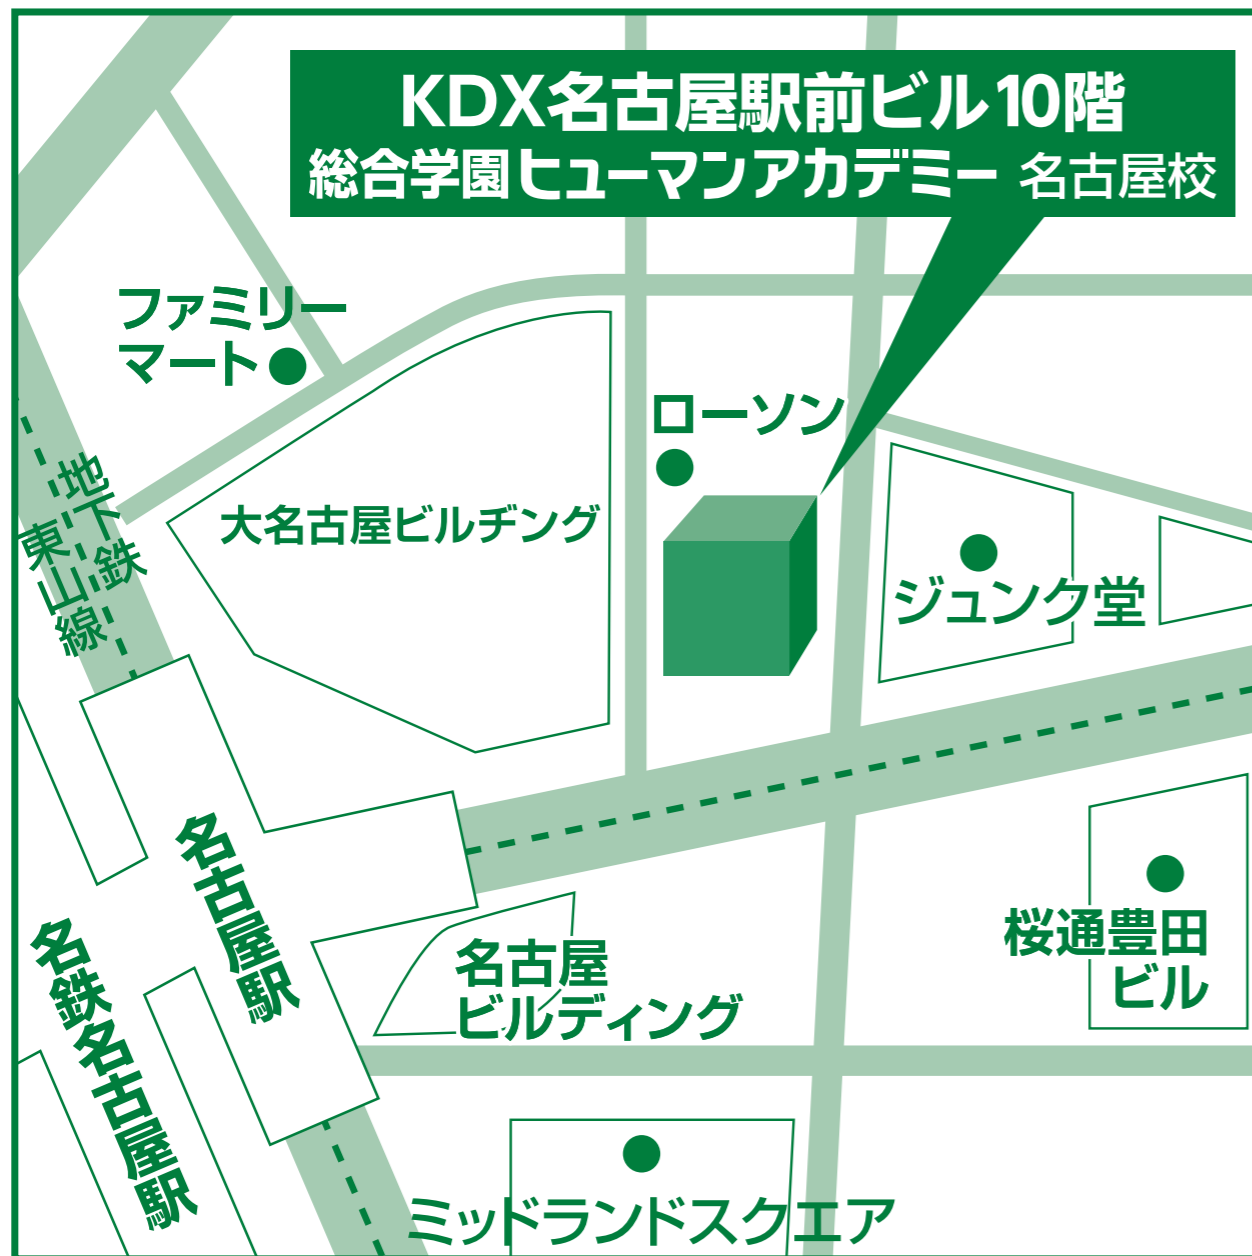 KDX名古屋駅前ビル10階
総合学園ヒューマンアカデミー 名古屋校
ファミリー
マート
ローソン
地下鉄
東山線
大名古屋ビルヂング
ジュンク堂
名古屋駅
名鉄名古屋駅
名古屋
ビルディング
桜通豊田
ビル
ミッドランドスクエア